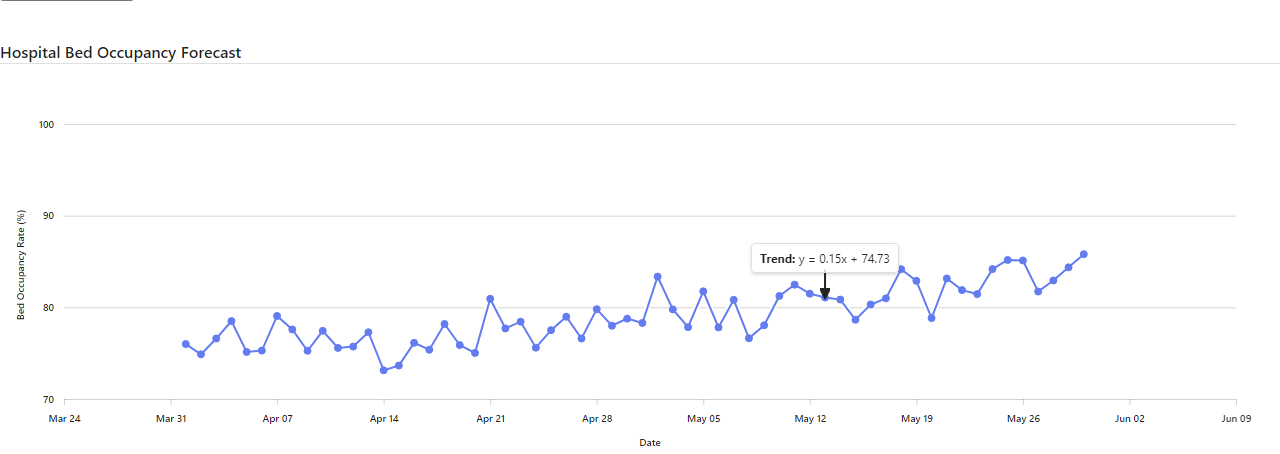 Hospital Bed Occupancy Forecast
100
90
80
70
Bed Occupancy Rate (%)
Trend: y = 0.15x + 74.73
Mar 24 Mar 31 Apr 07 Apr 14 Apr 21 Apr 28 May 05 May 12 May 19 May 26 Jun 02 Jun 09
Date